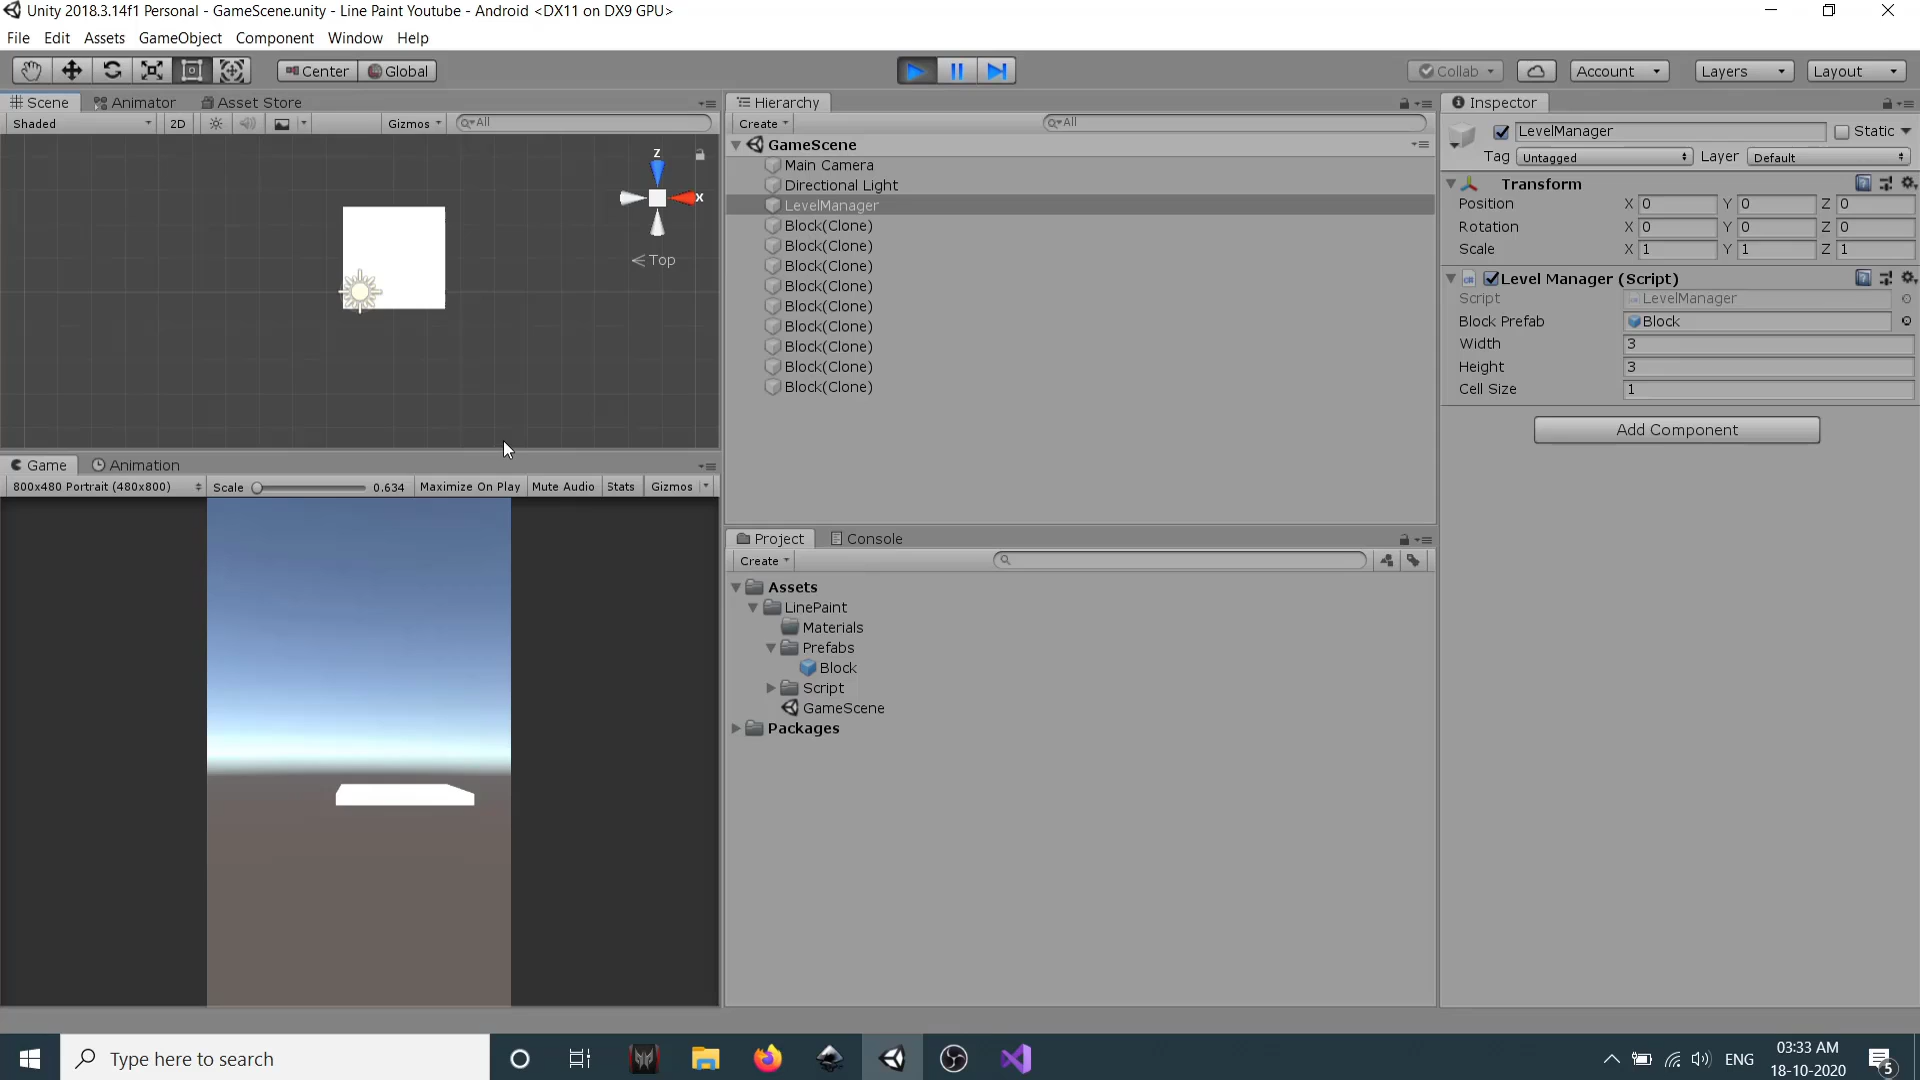 Unity 2018.3.14f1 Personal - GameScene.unity - Line Paint Youtube - Android <DX11 on DX9 GPU>
File Edit Assets GameObject Component Window Help
Center Global Collab Account Layers Layout
Scene Animator Asset Store
Shaded 2D Gizmos All
z
x
Top
Game Animation
800x480 Portrait (480x800) Scale 0.634 Maximize On Play Mute Audio Stats Gizmos
Hierarchy
Create All
GameScene
Main Camera
Directional Light
LevelManager
Block(Clone)
Block(Clone)
Block(Clone)
Block(Clone)
Block(Clone)
Block(Clone)
Block(Clone)
Block(Clone)
Block(Clone)
Project Console
Create
Assets
LinePaint
Materials
Prefabs
Block
Script
GameScene
Packages
Inspector
LevelManager Static
Tag Untagged Layer Default
Transform
Position X 0 Y 0 Z 0
Rotation X 0 Y 0 Z 0
Scale X 1 Y 1 Z 1
Level Manager (Script)
Script LevelManager
Block Prefab Block
Width 3
Height 3
Cell Size 1
Add Component
Type here to search
ENG
03:33 AM
18-10-2020
5